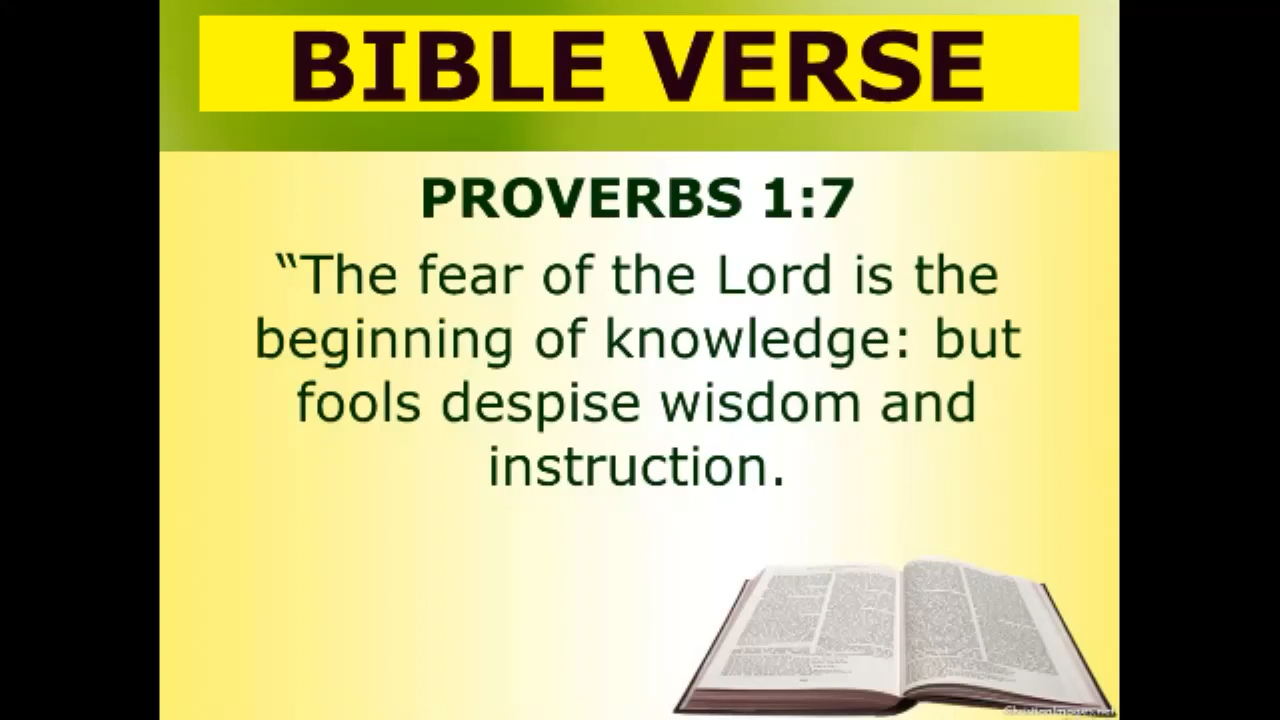 BIBLE VERSE
PROVERBS 1:7
“The fear of the Lord is the
beginning of knowledge: but
fools despise wisdom and
instruction.